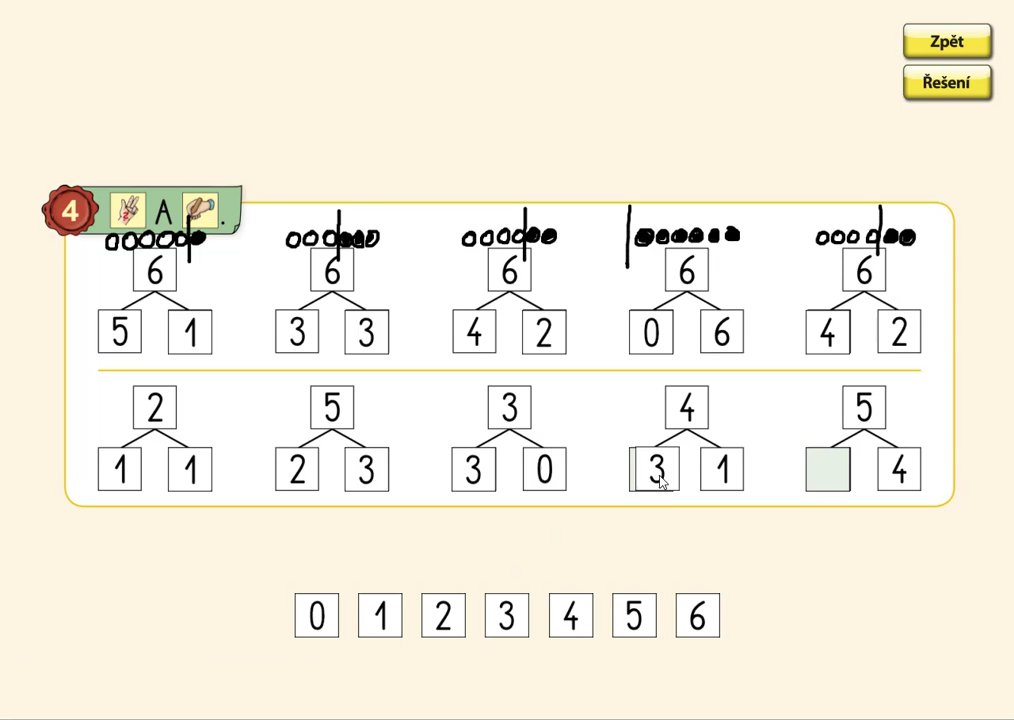 Zpět
Řešení
4 A .
6 6 6 6 6
5 1 3 3 4 2 0 6 4 2
2 5 3 4 5
1 1 2 3 3 0 3 1 4
0 1 2 3 4 5 6